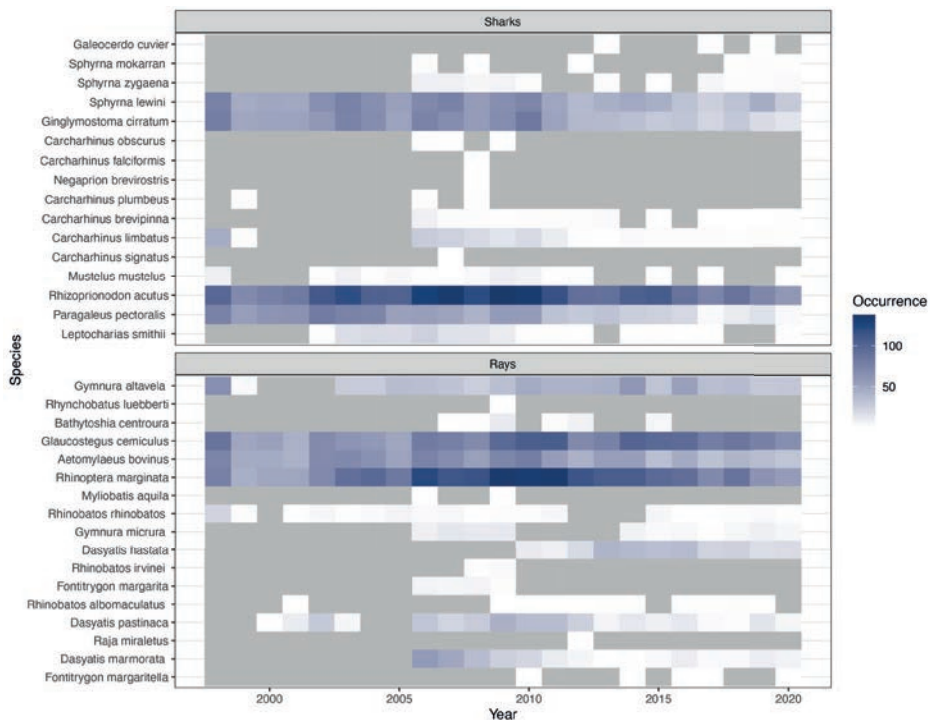 Sharks
Galeocerdo cuvier
Sphyrna mokarran
Sphyrna zygaena
Sphyrna lewini
Ginglymostoma cirratum
Carcharhinus obscurus
Carcharhinus falciformis
Negaprion brevirostris
Carcharhinus plumbeus
Carcharhinus brevipinna
Carcharhinus limbatus
Carcharhinus signatus
Mustelus mustelus
Rhizoprionodon acutus
Paragaleus pectoralis
Leptocharias smithii
Species
Rays
Gymnura altavela
Rhynchobatus luebberti
Bathytoshia centroura
Glaucostegus cemiculus
Aetomylaeus bovinus
Rhinoptera marginata
Myliobatis aquila
Rhinobatos rhinobatos
Gymnura micrura
Dasyatis hastata
Rhinobatos irvinei
Fontitrygon margarita
Rhinobatos albomaculatus
Dasyatis pastinaca
Raja miraletus
Dasyatis marmorata
Fontitrygon margaritella
2000 2005 2010 2015 2020
Year
Occurrence
100
50